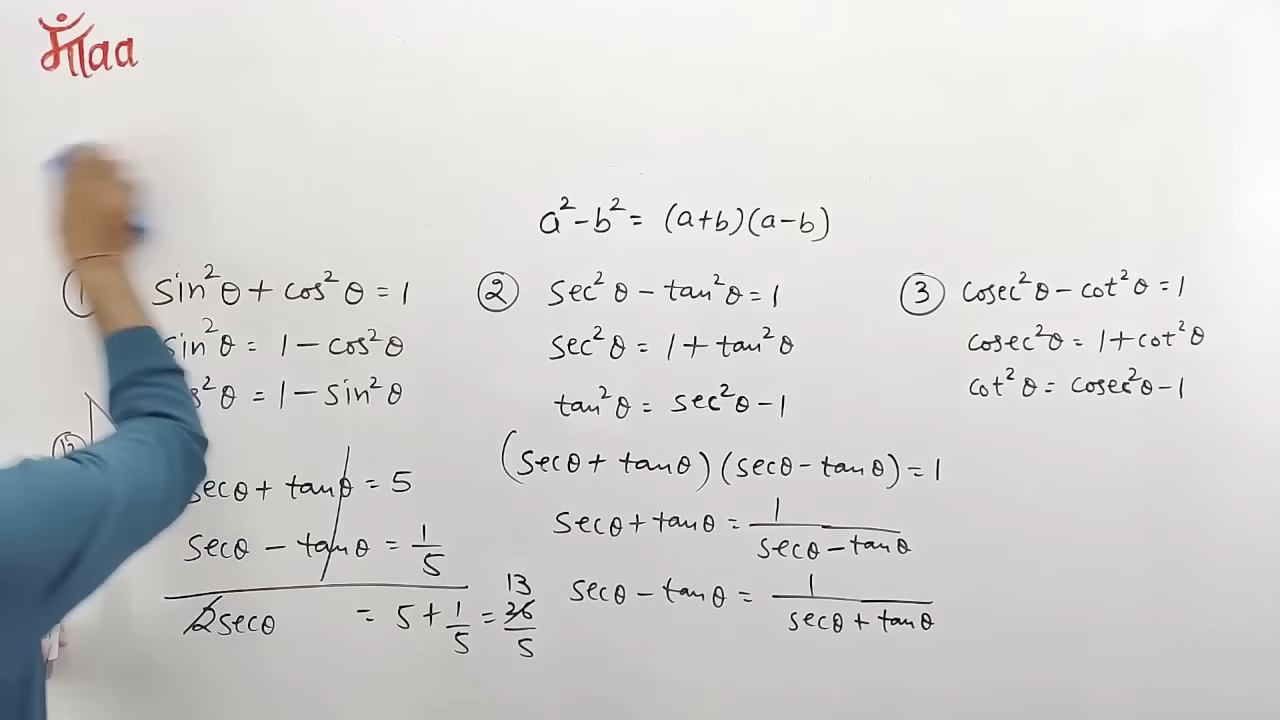 माँaa
a² - b² = (a+b)(a-b)
① sin²θ + cos²θ = 1
sin²θ = 1 - cos²θ
s²θ = 1 - sin²θ
② sec²θ - tan²θ = 1
sec²θ = 1 + tan²θ
tan²θ = sec²θ - 1
③ cosec²θ - cot²θ = 1
cosec²θ = 1 + cot²θ
cot²θ = cosec²θ - 1
secθ + tanθ = 5
secθ - tanθ = 1/5
2secθ = 5 + 1/5 = 26/5
13
(secθ + tanθ)(secθ - tanθ) = 1
secθ + tanθ = 1/(secθ - tanθ)
secθ - tanθ = 1/(secθ + tanθ)